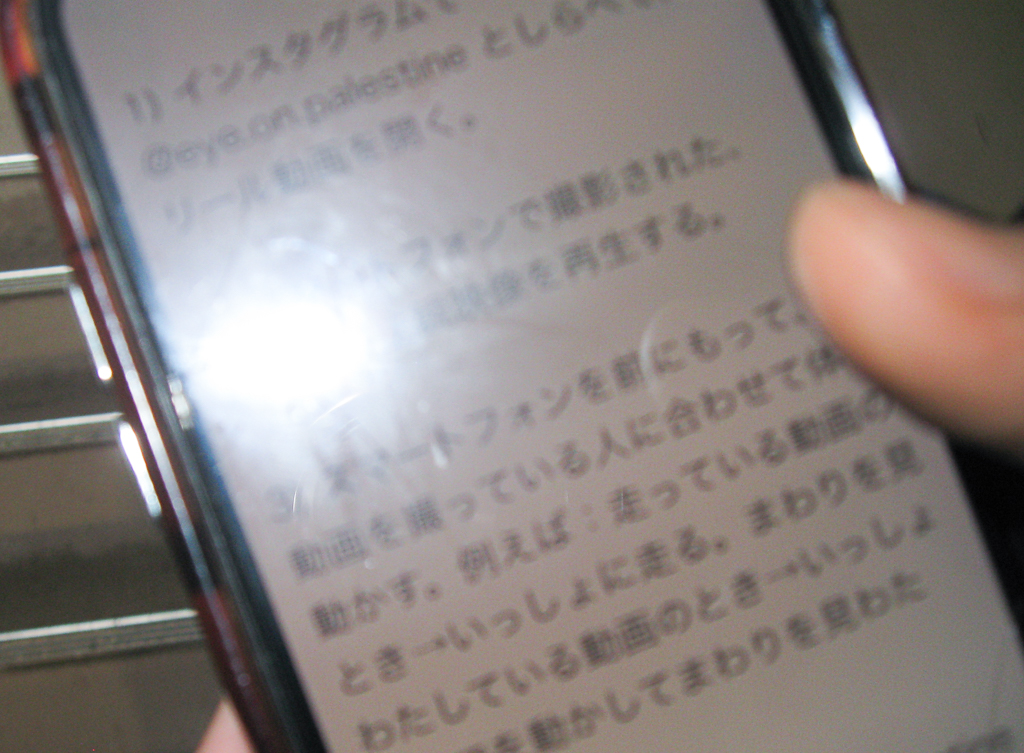 1) インスタグラムで
@eye.on.palestine としらべて、
リール動画を開く。
フォンで撮影された、
映像を再生する。
3) スマートフォンを前にもって、
動画を撮っている人に合わせて体
動かす。例えば：走っている動画の
とき→いっしょに走る。まわりを見
わたしている動画のとき→いっしょ
を動かしてまわりを見わた